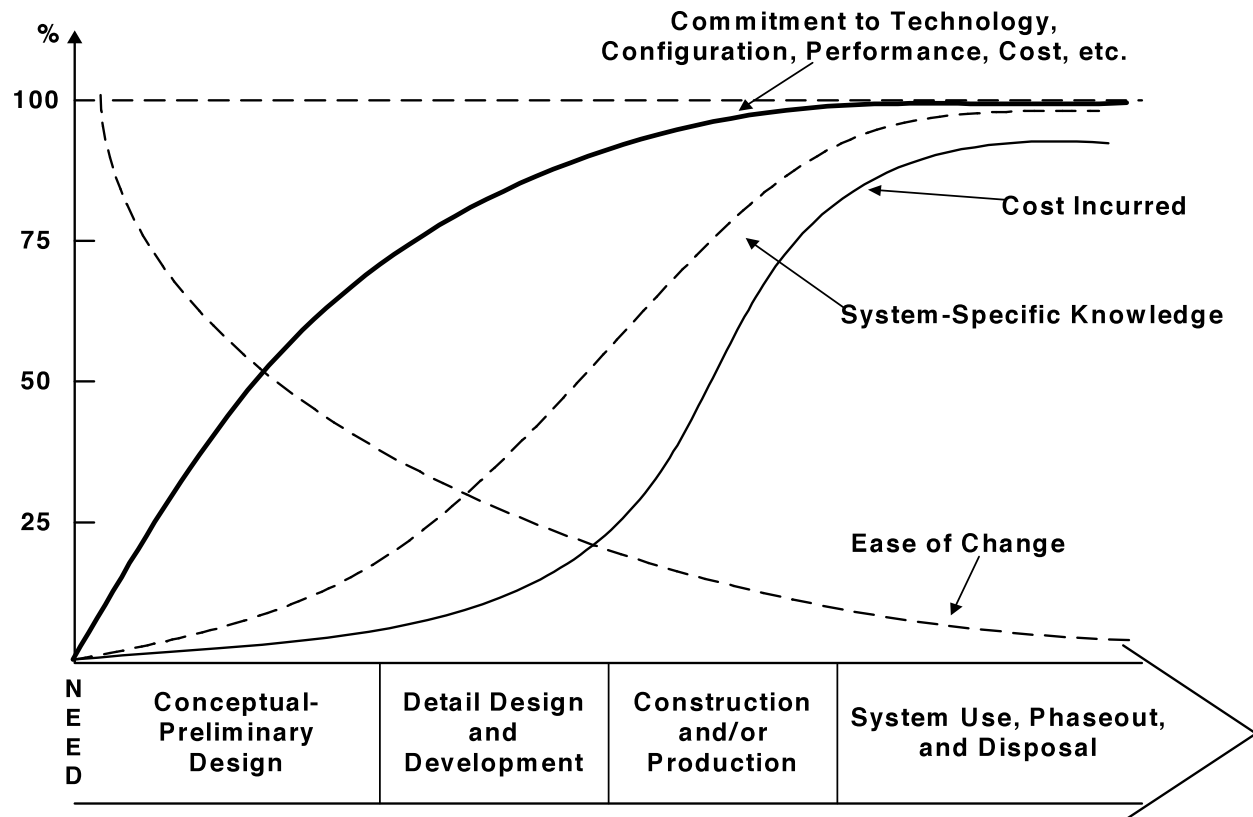 %
Commitment to Technology,
Configuration, Performance, Cost, etc.
100
75
50
25
Cost Incurred
System-Specific Knowledge
Ease of Change
N
E
E
D
Conceptual-
Preliminary
Design
Detail Design
and
Development
Construction
and/or
Production
System Use, Phaseout,
and Disposal